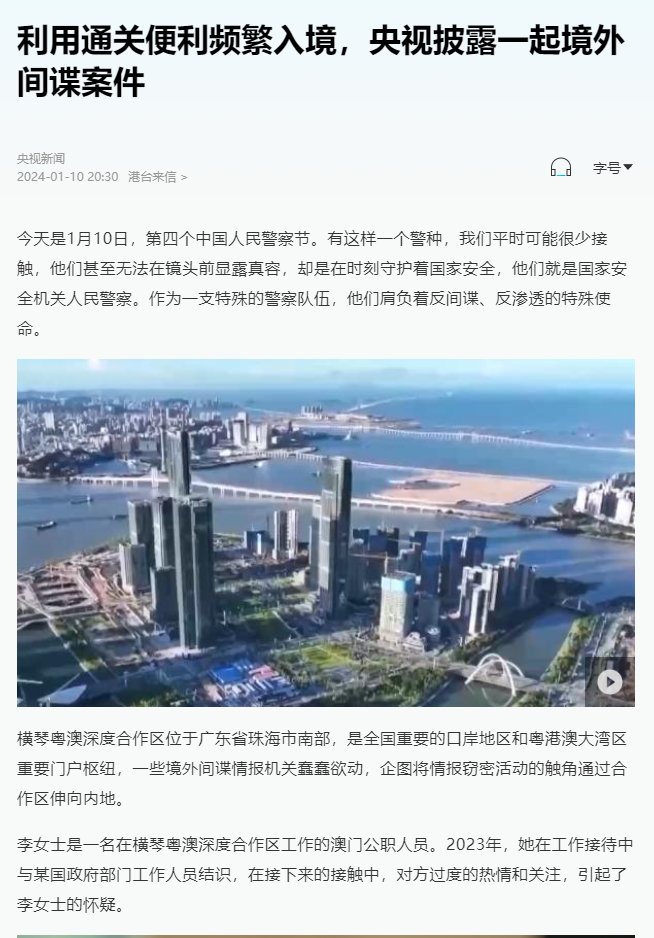 利用通关便利频繁入境，央视披露一起境外
间谍案件
央视新闻
2024-01-10 20:30 港台来信 >
字号
今天是1月10日，第四个中国人民警察节。有这样一个警种，我们平时可能很少接
触，他们甚至无法在镜头前显露真容，却是在时刻守护着国家安全，他们就是国家安
全机关人民警察。作为一支特殊的警察队伍，他们肩负着反间谍、反渗透的特殊使
命。
横琴粤澳深度合作区位于广东省珠海市南部，是全国重要的口岸地区和粤港澳大湾区
重要门户枢纽，一些境外间谍情报机关蠢蠢欲动，企图将情报窃密活动的触角通过合
作区伸向内地。
李女士是一名在横琴粤澳深度合作区工作的澳门公职人员。2023年，她在工作接待中
与某国政府部门工作人员结识，在接下来的接触中，对方过度的热情和关注，引起了
李女士的怀疑。